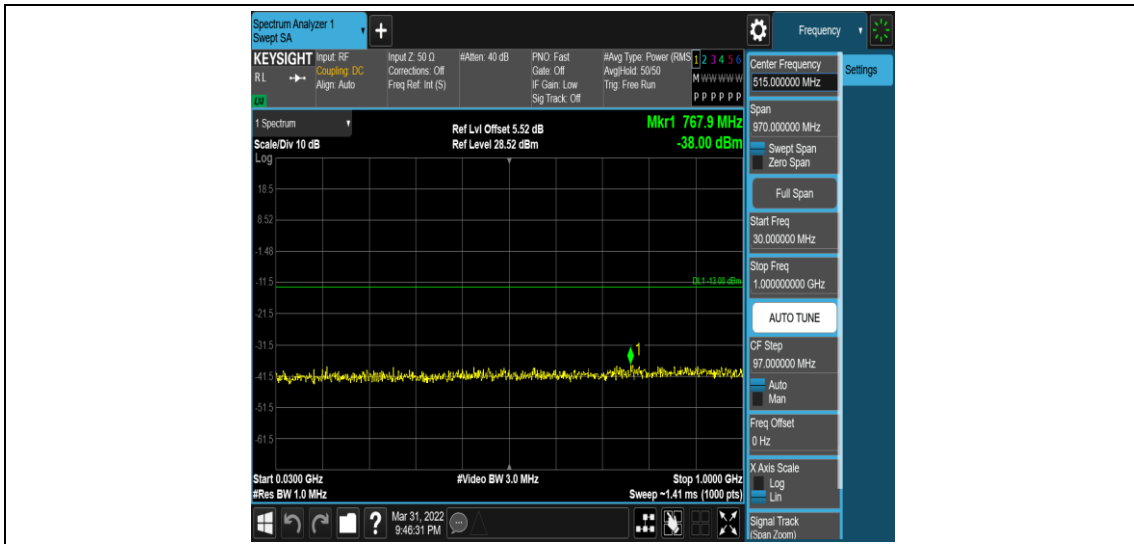 Spectrum Analyzer 1
Swept SA
+
Frequency
KEYSIGHT Input: RF
RL Coupling: DC
Align: Auto
LXI
Input Z: 50 Ω
Corrections: Off
Freq Ref: Int (S)
#Atten: 40 dB
PNO: Fast
Gate: Off
IF Gain: Low
Sig Track: Off
#Avg Type: Power (RMS
Avg|Hold: 50/50
Trig: Free Run
1 2 3 4 5 6
M W W W W W
P P P P P P
1 Spectrum
Scale/Div 10 dB
Log
Ref Lvl Offset 5.52 dB
Ref Level 28.52 dBm
Mkr1 767.9 MHz
-38.00 dBm
18.5
8.52
-1.48
-11.5
DL1 -13.00 dBm
-21.5
-31.5
1
-41.5
-51.5
-61.5
Start 0.0300 GHz
#Res BW 1.0 MHz
#Video BW 3.0 MHz
Stop 1.0000 GHz
Sweep ~1.41 ms (1000 pts)
Center Frequency
515.000000 MHz
Settings
Span
970.000000 MHz
Swept Span
Zero Span
Full Span
Start Freq
30.000000 MHz
Stop Freq
1.000000000 GHz
AUTO TUNE
CF Step
97.000000 MHz
Auto
Man
Freq Offset
0 Hz
X Axis Scale
Log
Lin
Signal Track
(Span Zoom)
?
Mar 31, 2022
9:46:31 PM